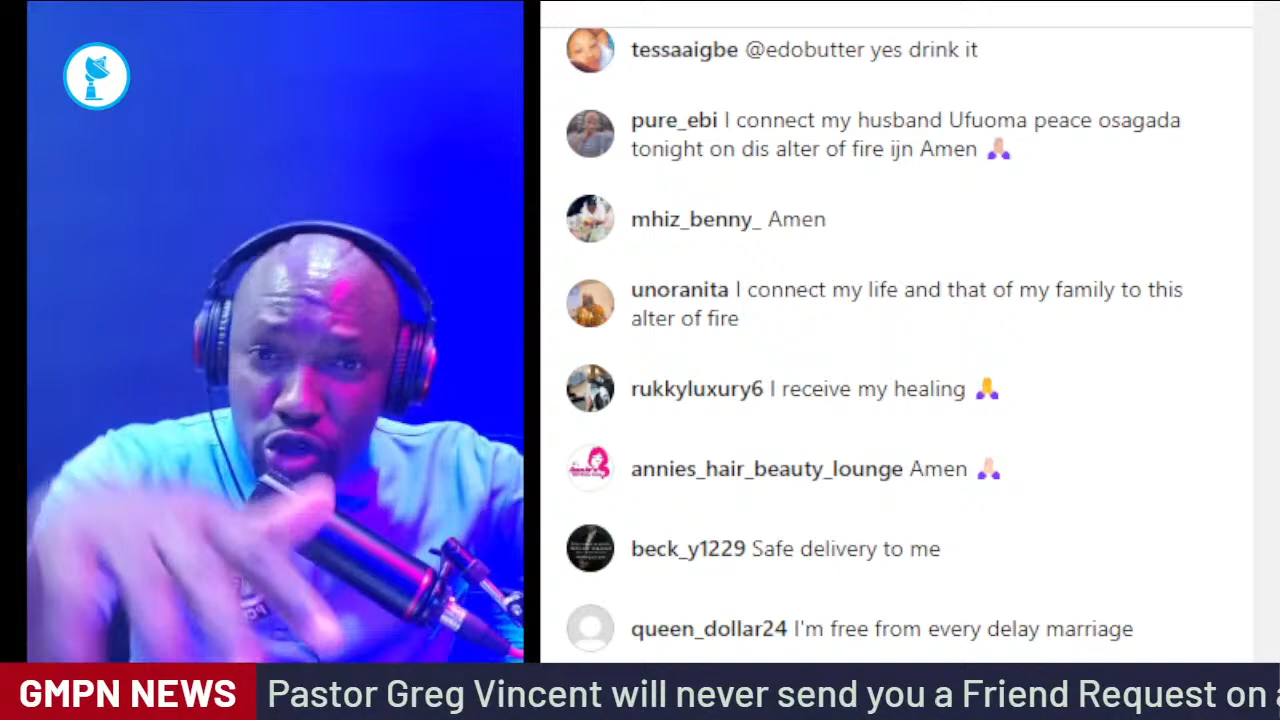 tessaaigbe @edobutter yes drink it
pure_ebi I connect my husband Ufuoma peace osagada
tonight on dis alter of fire ijn Amen 🙏🏻
mhiz_benny_ Amen
unoranita I connect my life and that of my family to this
alter of fire
rukkyluxury6 I receive my healing 🙏
annies_hair_beauty_lounge Amen 🙏🏻
beck_y1229 Safe delivery to me
queen_dollar24 I'm free from every delay marriage
GMPN NEWS Pastor Greg Vincent will never send you a Friend Request on